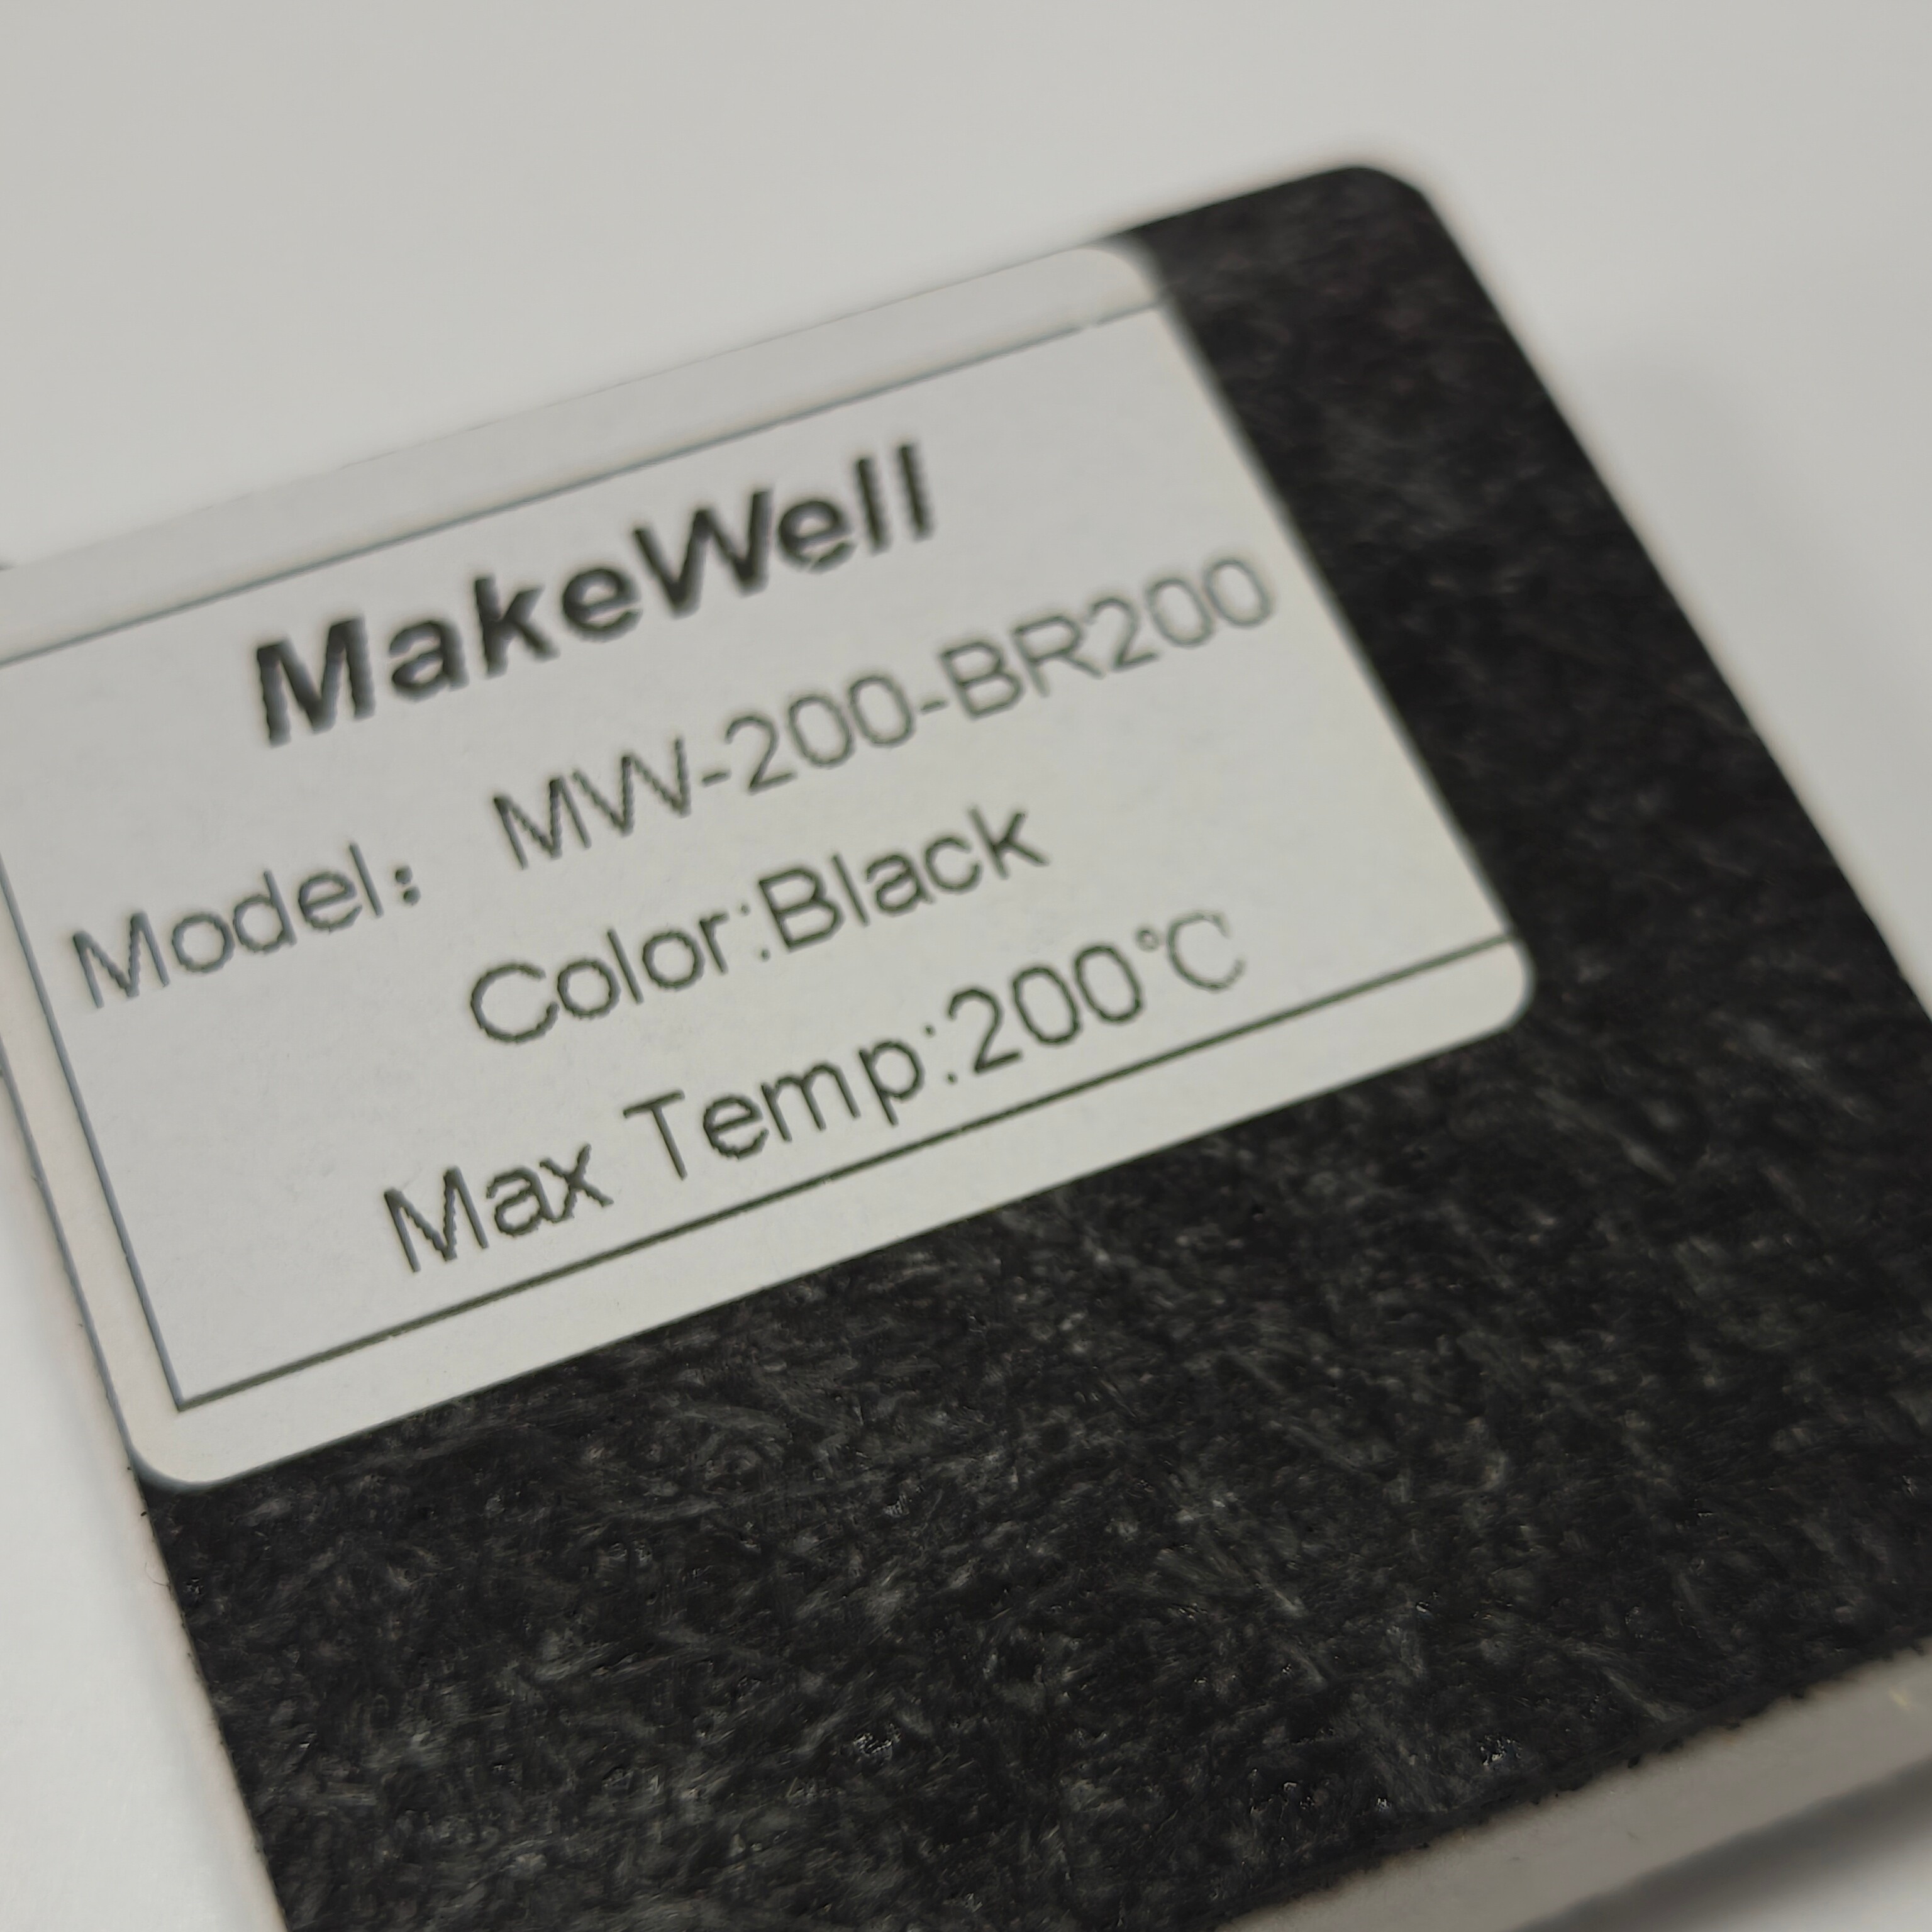 MakeWell
Model： MW-200-BR200
Color:Black
Max Temp:200℃